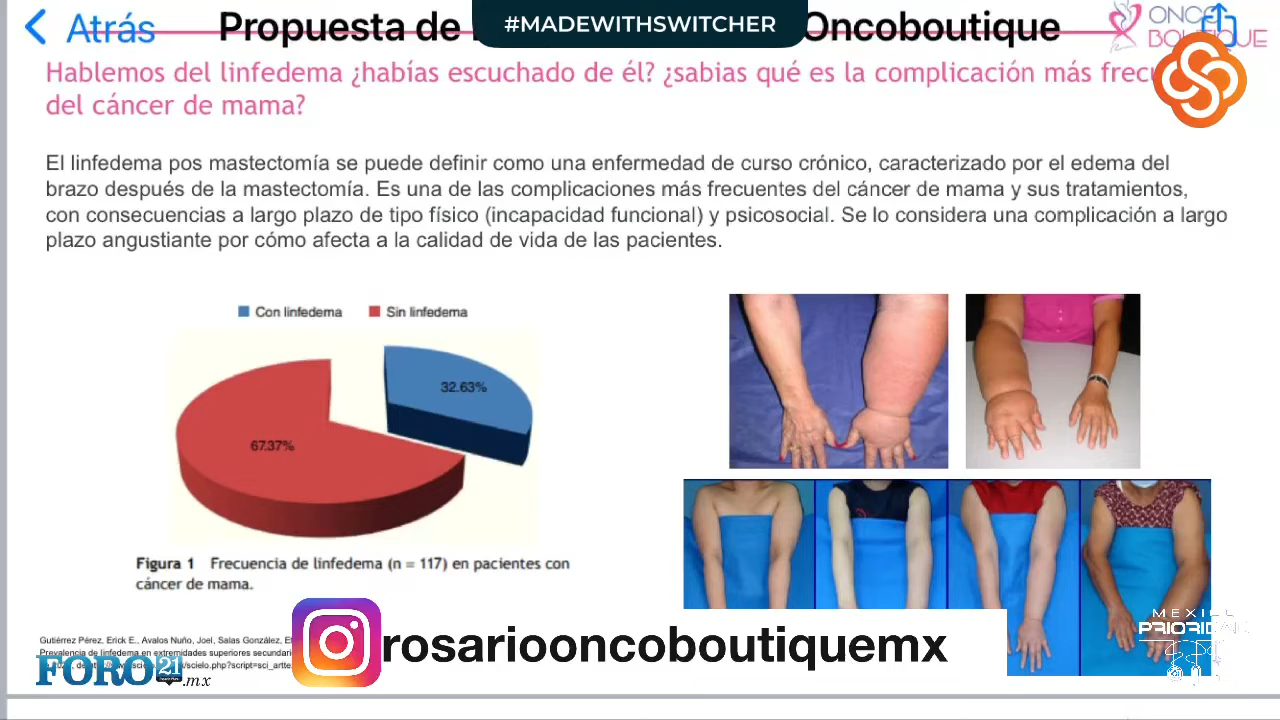 Atrás
Propuesta de
#MADEWITHSWITCHER
Oncoboutique
ONCO
BOUTIQUE
Hablemos del linfedema ¿habías escuchado de él? ¿sabias qué es la complicación más frecu
del cáncer de mama?
El linfedema pos mastectomía se puede definir como una enfermedad de curso crónico, caracterizado por el edema del
brazo después de la mastectomía. Es una de las complicaciones más frecuentes del cáncer de mama y sus tratamientos,
con consecuencias a largo plazo de tipo físico (incapacidad funcional) y psicosocial. Se lo considera una complicación a largo
plazo angustiante por cómo afecta a la calidad de vida de las pacientes.
Con linfedema
Sin linfedema
32.63%
67.37%
Figura 1 Frecuencia de linfedema (n = 117) en pacientes con
cáncer de mama.
Gutiérrez Pérez, Erick E., Avalos Nuño, Joel, Salas González,
Prevalencia de linfedema en extremidades superiores secundari
FORO 21
.mx
rosariooncoboutiquemx